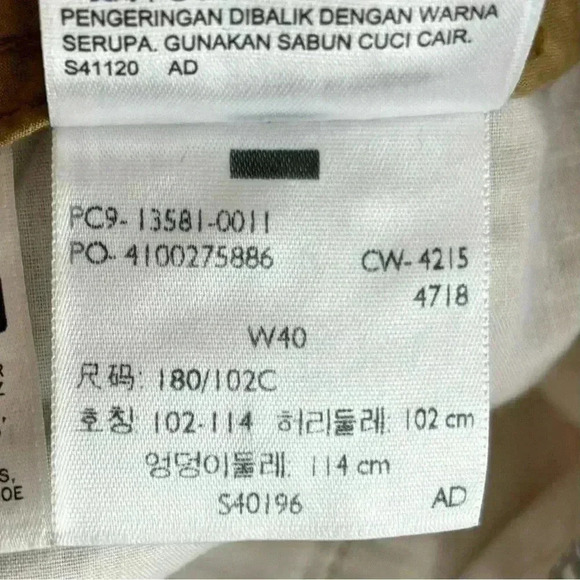 PENGERINGAN DIBALIK DENGAN WARNA
SERUPA. GUNAKAN SABUN CUCI CAIR.
S41120 AD
PC9-13581-0011
PO- 4100275886 CW- 4215
4718
W40
尺码: 180/102C
호칭 102-114 허리둘레: 102 cm
엉덩이둘레: 114 cm
S40196 AD
S,
OE